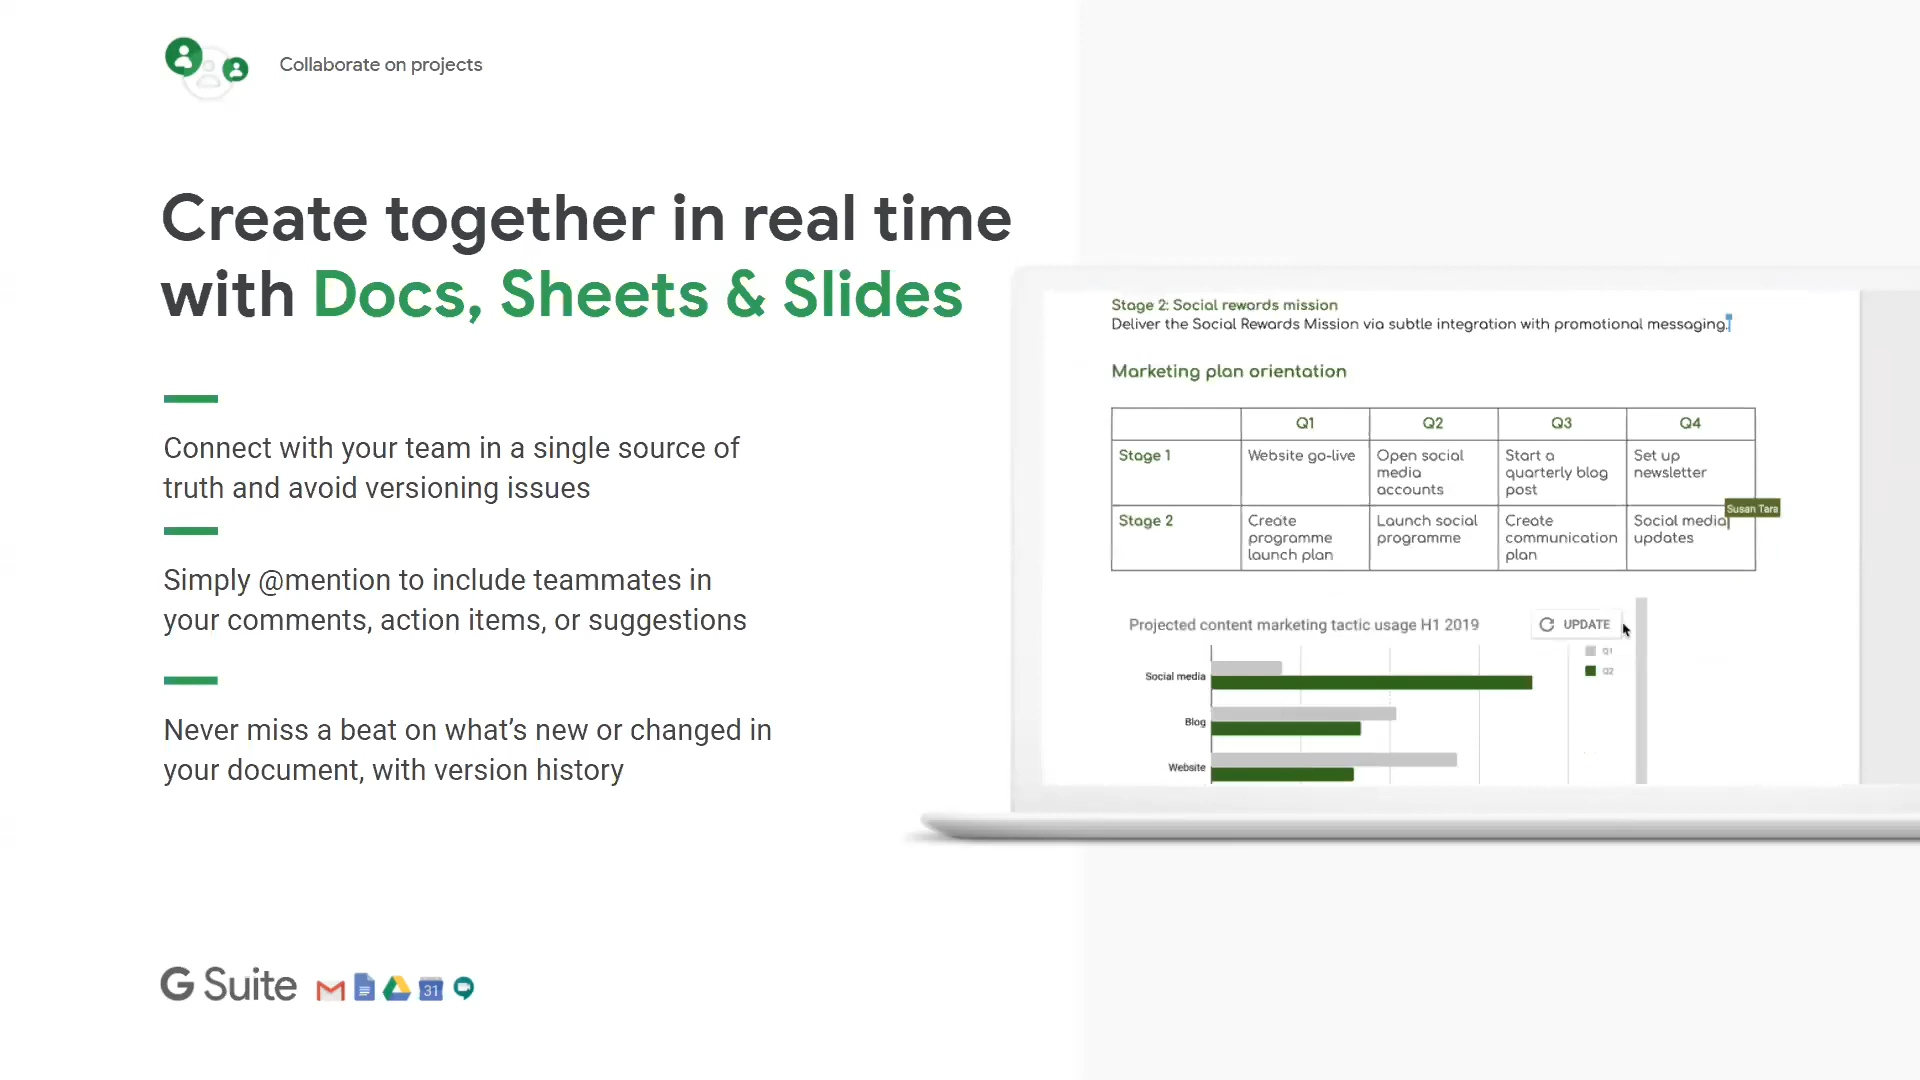 Collaborate on projects
Create together in real time
with Docs, Sheets & Slides
Connect with your team in a single source of
truth and avoid versioning issues
Simply @mention to include teammates in
your comments, action items, or suggestions
Never miss a beat on what’s new or changed in
your document, with version history
G Suite
31
Stage 2: Social rewards mission
Deliver the Social Rewards Mission via subtle integration with promotional messaging.
Marketing plan orientation
Q1 Q2 Q3 Q4
Stage 1
Website go-live
Open social
media
accounts
Start a
quarterly blog
post
Set up
newsletter
Susan Tara
Stage 2
Create
programme
launch plan
Launch social
programme
Create
communication
plan
Social media
updates
Projected content marketing tactic usage H1 2019
UPDATE
Q1
Q2
Social media
Blog
Website